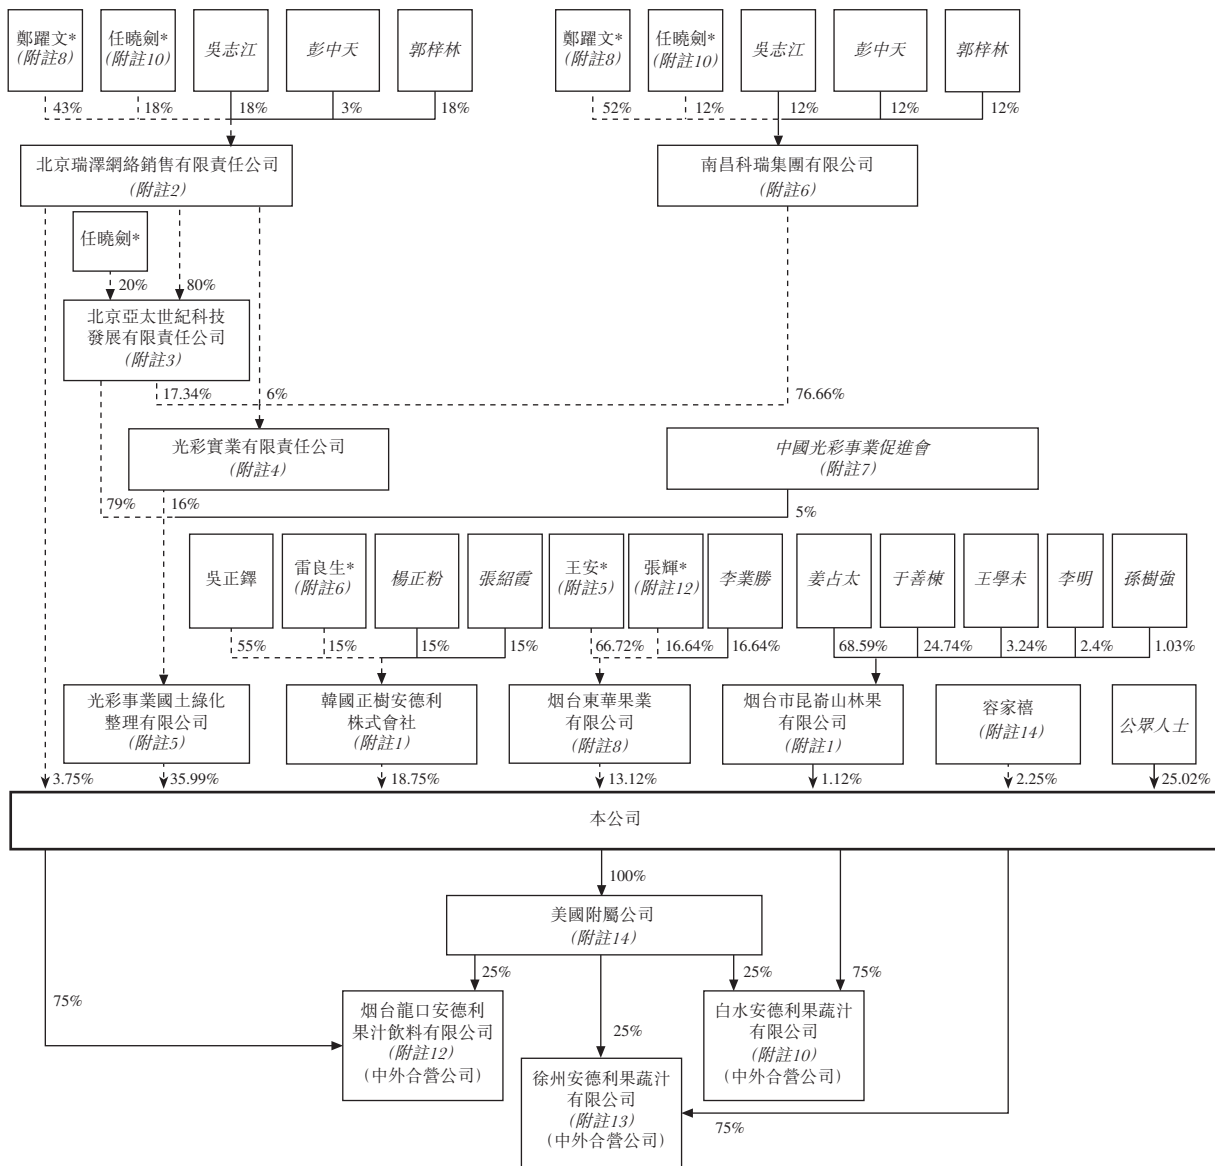 鄭躍文*
(附註8)
任曉劍*
(附註10)
吳志江
彭中天
郭梓林
鄭躍文*
(附註8)
任曉劍*
(附註10)
吳志江
彭中天
郭梓林
43%
18%
18%
3%
18%
52%
12%
12%
12%
12%
北京瑞澤網絡銷售有限責任公司
(附註2)
南昌科瑞集團有限公司
(附註6)
任曉劍*
20%
80%
北京亞太世紀科技
發展有限責任公司
(附註3)
17.34%
6%
76.66%
光彩實業有限責任公司
(附註4)
中國光彩事業促進會
(附註7)
79%
16%
5%
吳正鐸
雷良生*
(附註6)
楊正粉
張紹霞
王安*
(附註5)
張輝*
(附註12)
李業勝
姜占太
于善棟
王學未
李明
孫樹強
55%
15%
15%
15%
66.72%
16.64%
16.64%
68.59%
24.74%
3.24%
2.4%
1.03%
光彩事業國土綠化
整理有限公司
(附註5)
韓國正樹安德利
株式會社
(附註1)
烟台東華果業
有限公司
(附註8)
烟台市昆嵛山林果
有限公司
(附註1)
容家禧
(附註14)
公眾人士
3.75%
35.99%
18.75%
13.12%
1.12%
2.25%
25.02%
本公司
100%
美國附屬公司
(附註14)
25%
25%
75%
75%
25%
烟台龍口安德利
果汁飲料有限公司
(附註12)
(中外合營公司)
白水安德利果蔬汁
有限公司
(附註10)
(中外合營公司)
徐州安德利果蔬汁
有限公司
(附註13)
(中外合營公司)
75%